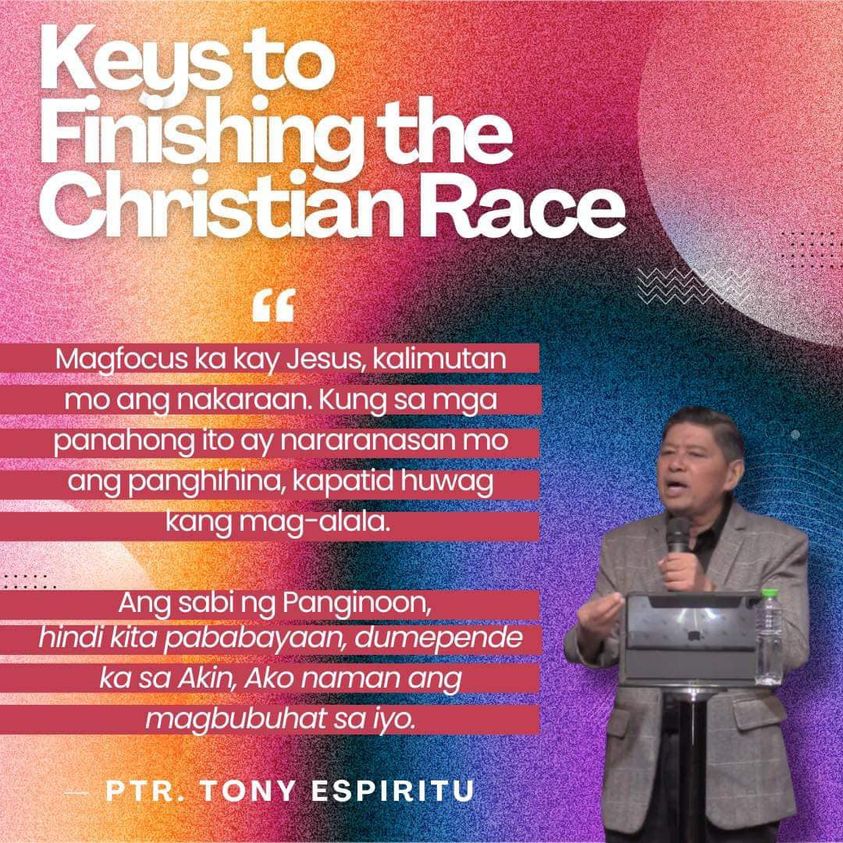 Keys to
Finishing the
Christian Race
“
Magfocus ka kay Jesus, kalimutan
mo ang nakaraan. Kung sa mga
panahong ito ay nararanasan mo
ang panghihina, kapatid huwag
kang mag-alala.
Ang sabi ng Panginoon,
hindi kita pababayaan, dumepende
ka sa Akin, Ako naman ang
magbubuhat sa iyo.
— PTR. TONY ESPIRITU